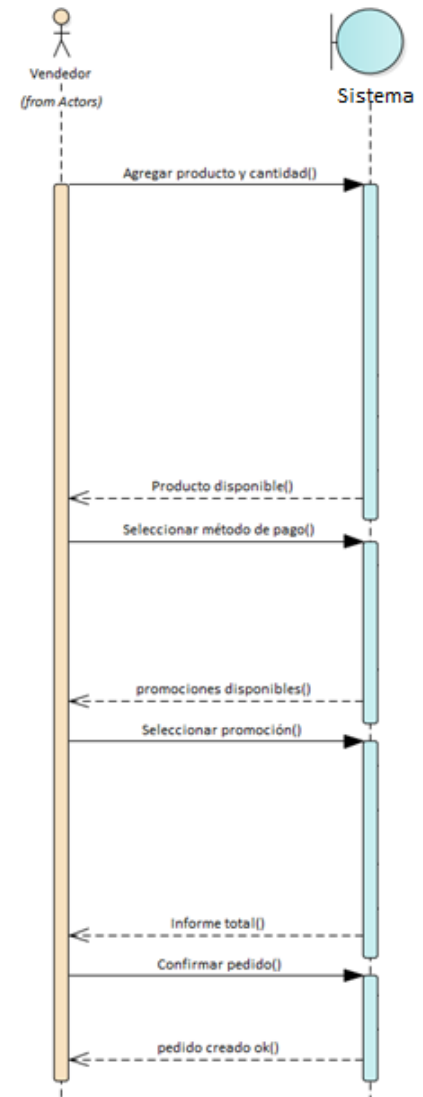 Vendedor
(from Actors)
Sistema
Agregar producto y cantidad()
Producto disponible()
Seleccionar método de pago()
promociones disponibles()
Seleccionar promoción()
Informe total()
Confirmar pedido()
pedido creado ok()